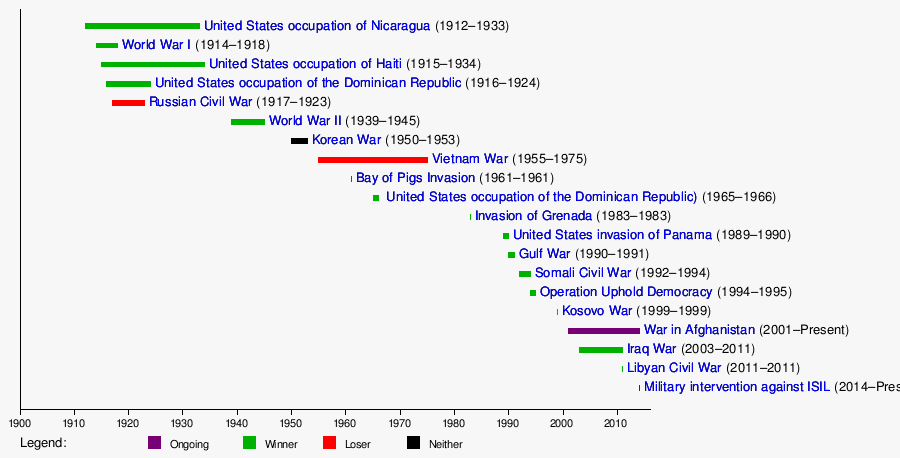 United States occupation of Nicaragua (1912–1933)
World War I (1914–1918)
United States occupation of Haiti (1915–1934)
United States occupation of the Dominican Republic (1916–1924)
Russian Civil War (1917–1923)
World War II (1939–1945)
Korean War (1950–1953)
Vietnam War (1955–1975)
Bay of Pigs Invasion (1961–1961)
United States occupation of the Dominican Republic) (1965–1966)
Invasion of Grenada (1983–1983)
United States invasion of Panama (1989–1990)
Gulf War (1990–1991)
Somali Civil War (1992–1994)
Operation Uphold Democracy (1994–1995)
Kosovo War (1999–1999)
War in Afghanistan (2001–Present)
Iraq War (2003–2011)
Libyan Civil War (2011–2011)
Military intervention against ISIL (2014–Pres
1900 1910 1920 1930 1940 1950 1960 1970 1980 1990 2000 2010
Legend: Ongoing Winner Loser Neither